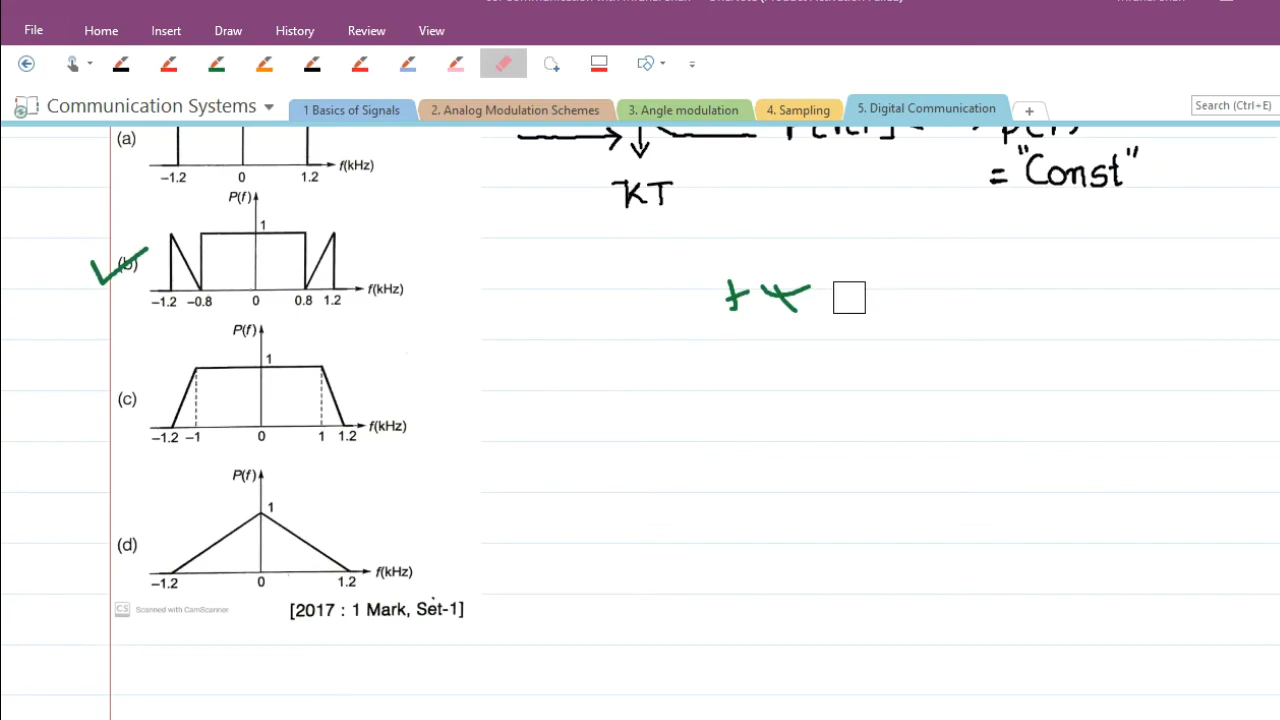 File Home Insert Draw History Review View
Communication Systems 1 Basics of Signals 2. Analog Modulation Schemes 3. Angle modulation 4. Sampling 5. Digital Communication Search (Ctrl+E)
(a)
-1.2 0 1.2 f(kHz)
KT
= "Const"
P(f)
1
(b)
-1.2 -0.8 0 0.8 1.2 f(kHz)
P(f)
1
(c)
-1.2 -1 0 1 1.2 f(kHz)
P(f)
1
(d)
-1.2 0 1.2 f(kHz)
CS Scanned with CamScanner [2017 : 1 Mark, Set-1]